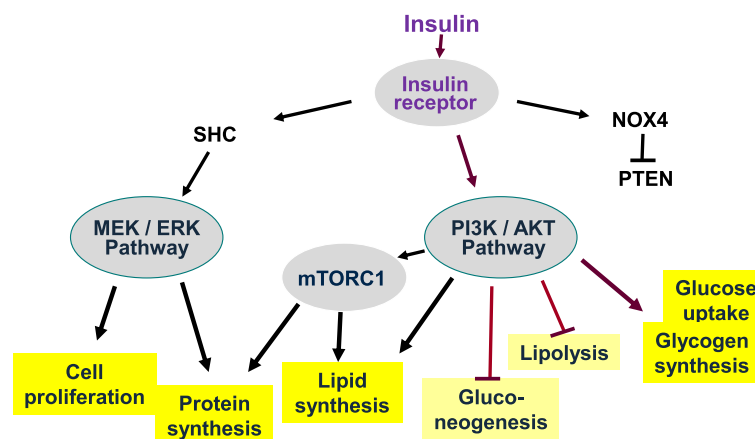 Insulin
Insulin
receptor
SHC
NOX4
PTEN
MEK / ERK
Pathway
PI3K / AKT
Pathway
mTORC1
Glucose
uptake
Glycogen
synthesis
Lipolysis
Cell
proliferation
Protein
synthesis
Lipid
synthesis
Gluco-
neogenesis